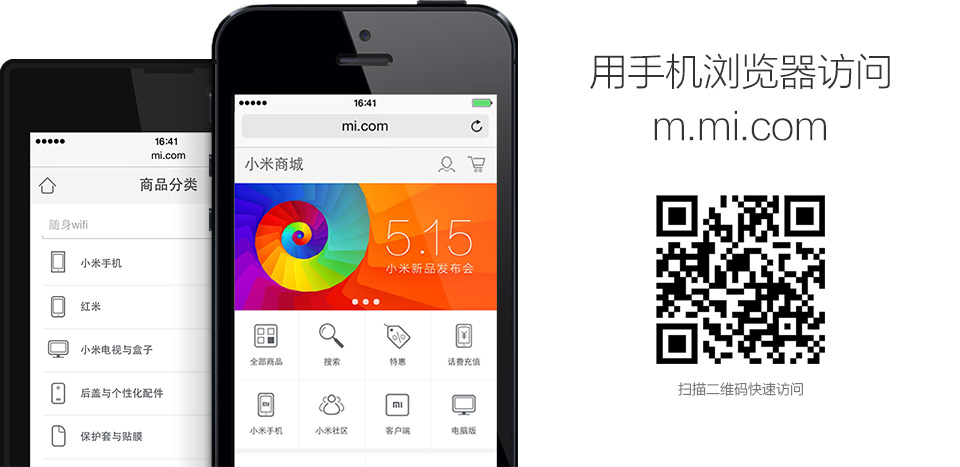 16:41
mi.com
商品分类
随身wifi
小米手机
红米
小米电视与盒子
后盖与个性化配件
保护套与贴膜
16:41
mi.com
小米商城
5.15
小米新品发布会
全部商品
搜索
特惠
话费充值
小米手机
小米社区
mi
客户端
电脑版
用手机浏览器访问
m.mi.com
扫描二维码快速访问